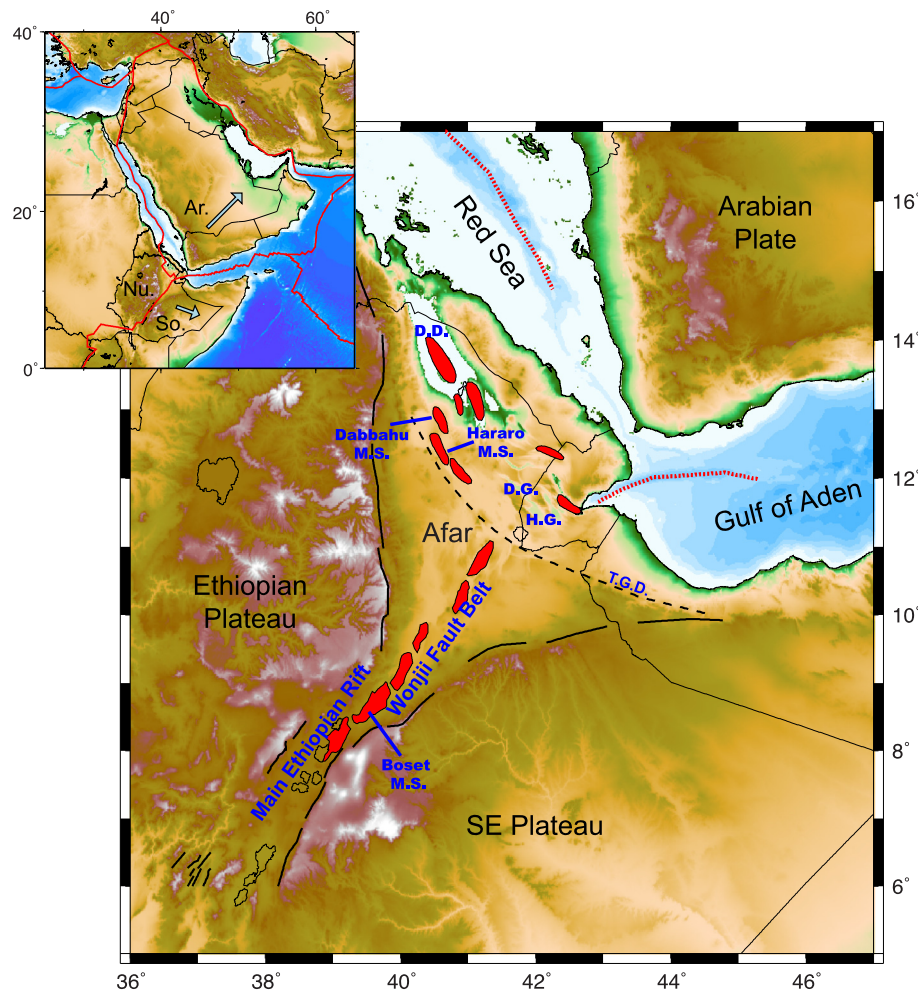 40˚
60˚
40˚
20˚
0˚
Ar.
Nu.
So.
Red Sea
Arabian
Plate
16˚
14˚
12˚
10˚
8˚
6˚
D.D.
Dabbahu
M.S.
Hararo
M.S.
D.G.
H.G.
Afar
Gulf of Aden
T.G.D.
Ethiopian
Plateau
Wonjii Fault Belt
Main Ethiopian Rift
Boset
M.S.
SE Plateau
36˚
38˚
40˚
42˚
44˚
46˚